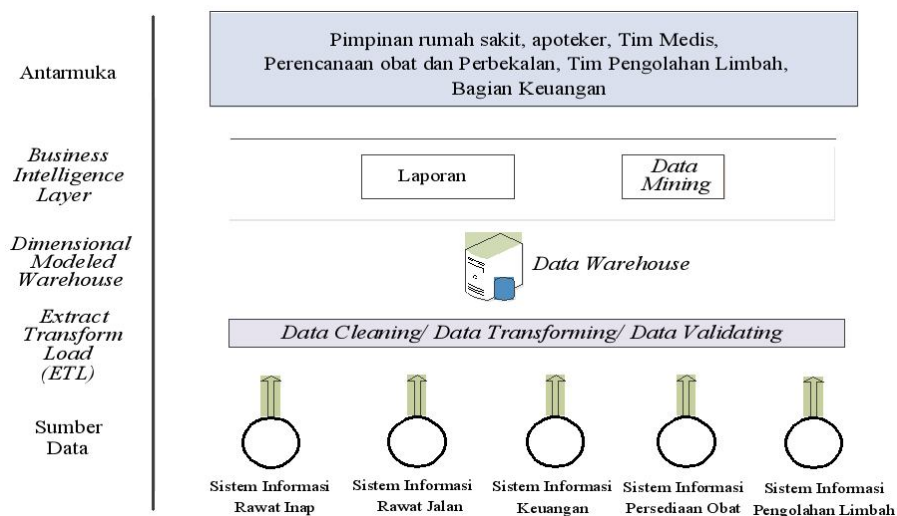 Antarmuka
Pimpinan rumah sakit, apoteker, Tim Medis,
Perencanaan obat dan Perbekalan, Tim Pengolahan Limbah,
Bagian Keuangan
Business
Intelligence
Layer
Laporan
Data
Mining
Dimensional
Modeled
Warehouse
Data Warehouse
Extract
Transform
Load
(ETL)
Data Cleaning/ Data Transforming/ Data Validating
Sumber
Data
Sistem Informasi
Rawat Inap
Sistem Informasi
Rawat Jalan
Sistem Informasi
Keuangan
Sistem Informasi
Persediaan Obat
Sistem Informasi
Pengolahan Limbah